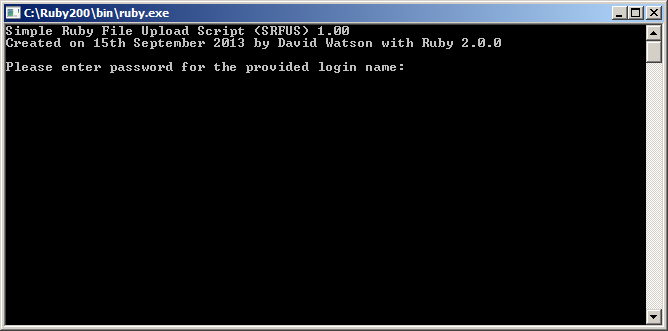 C:\Ruby200\bin\ruby.exe
Simple Ruby File Upload Script (SRFUS) 1.00
Created on 15th September 2013 by David Watson with Ruby 2.0.0
Please enter password for the provided login name: